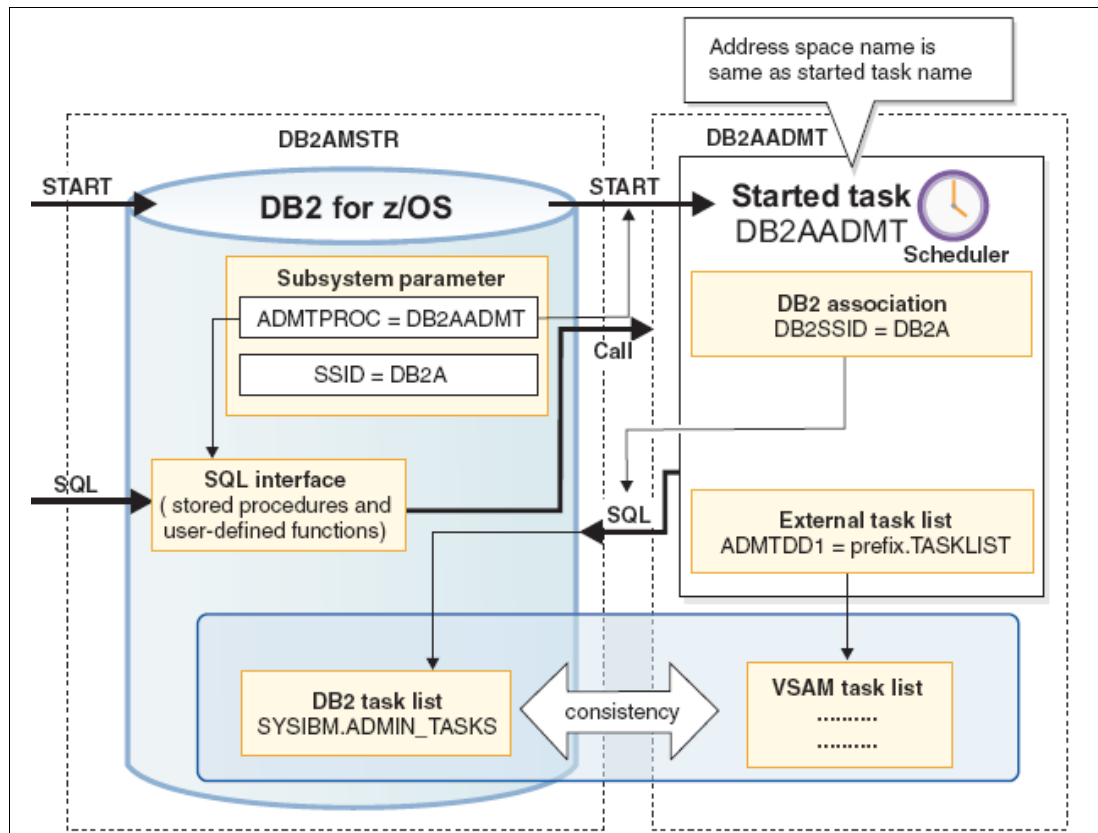 Address space name is
same as started task name
DB2AMSTR
DB2AADMT
START
DB2 for z/OS
START
Started task
DB2AADMT
Scheduler
Subsystem parameter
ADMTPROC = DB2AADMT
SSID = DB2A
Call
DB2 association
DB2SSID = DB2A
SQL
SQL interface
( stored procedures and
user-defined functions)
SQL
External task list
ADMTDD1 = prefix.TASKLIST
DB2 task list
SYSIBM.ADMIN_TASKS
consistency
VSAM task list
..........
..........